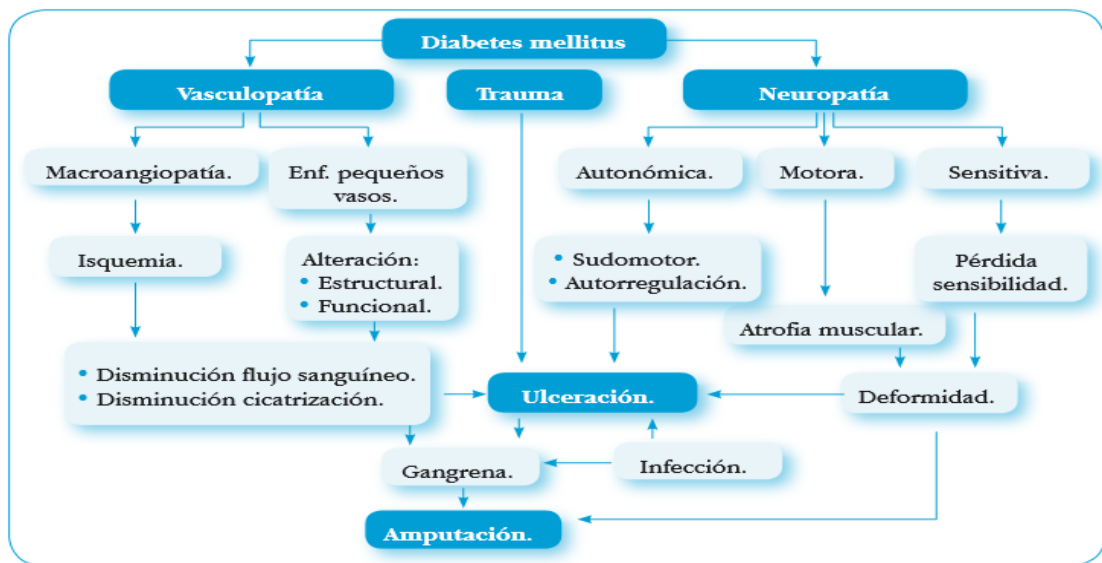 Diabetes mellitus
Vasculopatía
Trauma
Neuropatía
Macroangiopatía.
Enf. pequeños
vasos.
Autonómica.
Motora.
Sensitiva.
Isquemia.
Alteración:
• Estructural.
• Funcional.
• Sudomotor.
• Autorregulación.
Pérdida
sensibilidad.
Atrofia muscular.
• Disminución flujo sanguíneo.
• Disminución cicatrización.
Ulceración.
Deformidad.
Gangrena.
Infección.
Amputación.